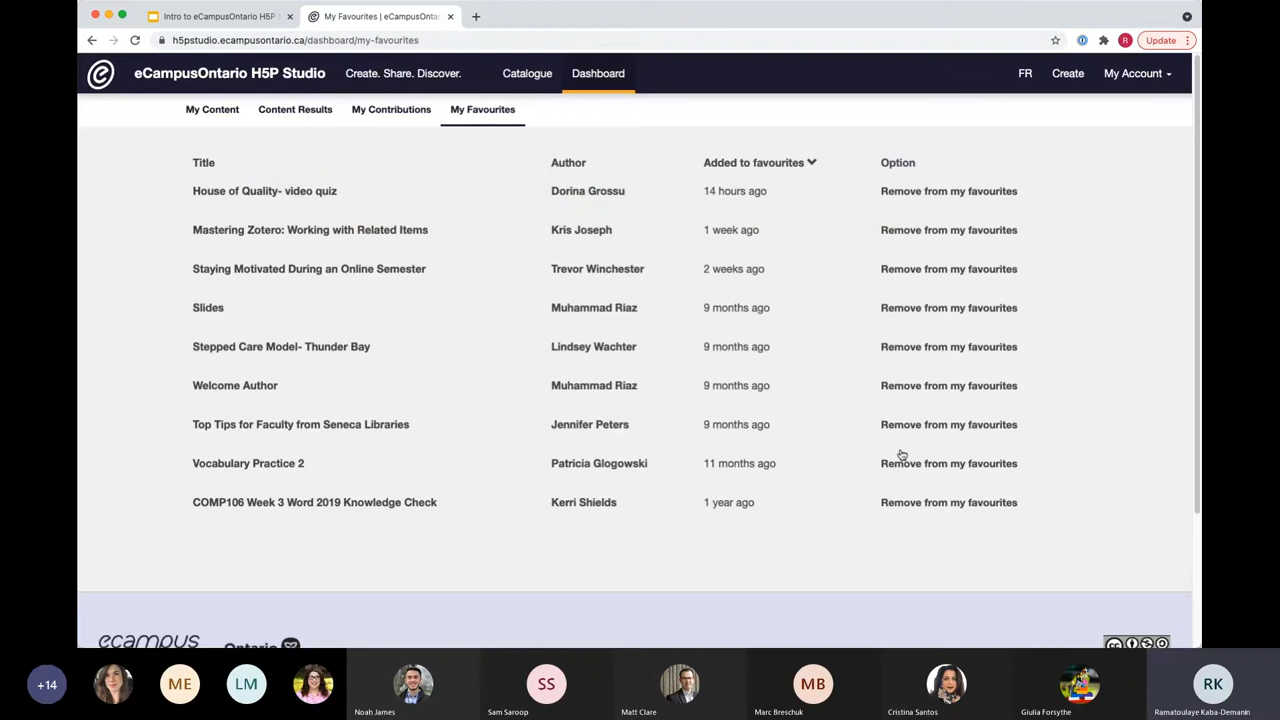 Intro to eCampusOntario H5P S
My Favourites | eCampusOnta
h5pstudio.ecampusontario.ca/dashboard/my-favourites
R
Update
eCampusOntario H5P Studio
Create. Share. Discover.
Catalogue
Dashboard
FR
Create
My Account
My Content
Content Results
My Contributions
My Favourites
Title Author Added to favourites Option
House of Quality- video quiz Dorina Grossu 14 hours ago Remove from my favourites
Mastering Zotero: Working with Related Items Kris Joseph 1 week ago Remove from my favourites
Staying Motivated During an Online Semester Trevor Winchester 2 weeks ago Remove from my favourites
Slides Muhammad Riaz 9 months ago Remove from my favourites
Stepped Care Model- Thunder Bay Lindsey Wachter 9 months ago Remove from my favourites
Welcome Author Muhammad Riaz 9 months ago Remove from my favourites
Top Tips for Faculty from Seneca Libraries Jennifer Peters 9 months ago Remove from my favourites
Vocabulary Practice 2 Patricia Glogowski 11 months ago Remove from my favourites
COMP106 Week 3 Word 2019 Knowledge Check Kerri Shields 1 year ago Remove from my favourites
ecampus
Ontario
cc
+14
ME
LM
SS
MB
RK
Noah James
Sam Saroop
Matt Clare
Marc Breschuk
Cristina Santos
Giulia Forsythe
Ramatoulaye Kaba-Demanin